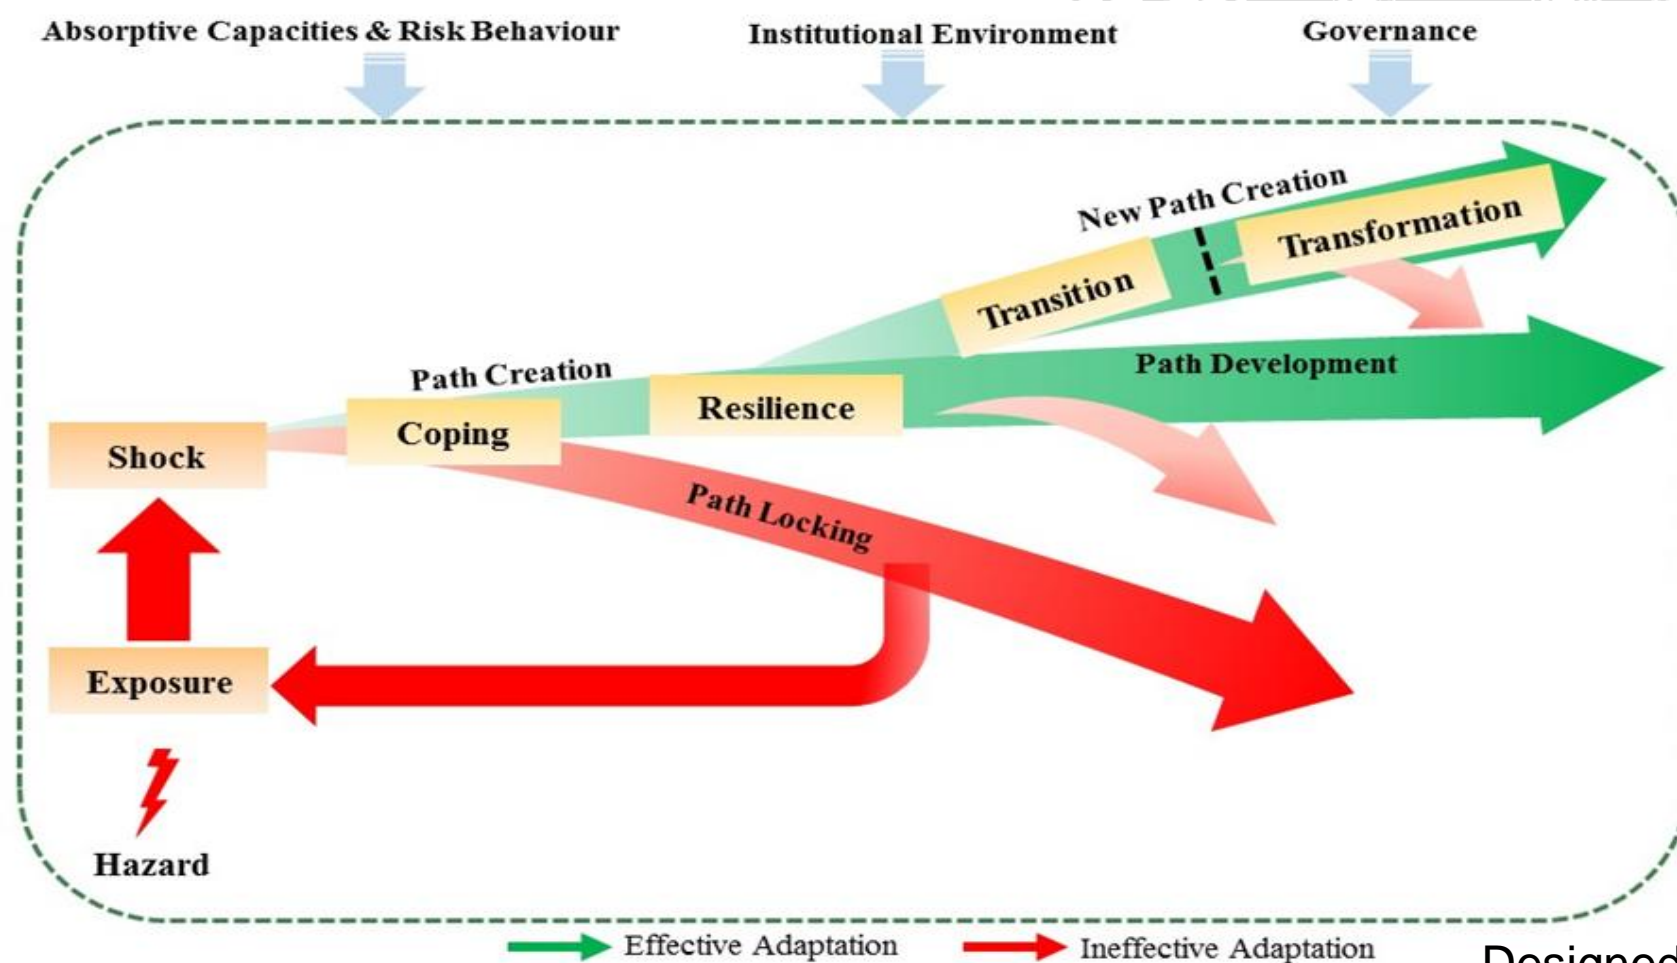 Absorptive Capacities & Risk Behaviour
Institutional Environment
Governance
New Path Creation
Transformation
Transition
Path Development
Path Creation
Resilience
Coping
Shock
Path Locking
Exposure
Hazard
Effective Adaptation
Ineffective Adaptation
Designed